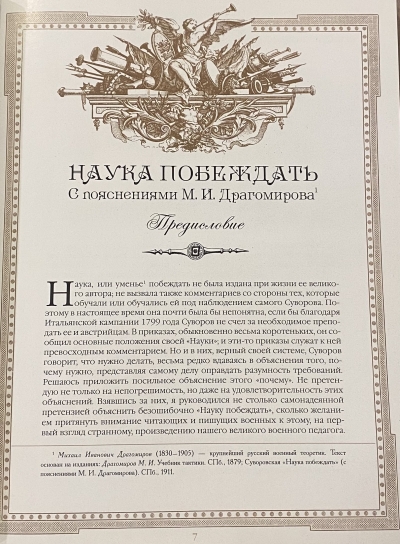 НАУКА ПОБЕЖДАТЬ
С пояснениями М. И. Драгомирова¹
Предисловие
Наука, или уменье¹ побеждать не была издана при жизни ее велико-
го автора; не вызвала также комментариев со стороны тех, которые
обучали или обучались ей под наблюдением самого Суворова. По-
этому в настоящее время она почти была бы непонятна, если бы благодаря
Итальянской кампании 1799 года Суворов не счел за необходимое препо-
дать ее и австрийцам. В приказах, обыкновенно весьма коротеньких, он со-
общил основные положения своей «Науки»; и эти-то приказы служат к ней
превосходным комментарием. Но и в них, верный своей системе, Суворов
говорит, что нужно делать, весьма редко вдаваясь в объяснения того, по-
чему нужно, представляя самому делу оправдать разумность требований.
Решаюсь приложить посильное объяснение этого «почему». Не претен-
дую не только на непогрешимость, но даже на удовлетворительность этих
объяснений. Взявшись за них, я руководился не столько самонадеянной
претензией объяснить безошибочно «Науку побеждать», сколько желани-
ем притянуть внимание читающих и пишущих военных к этому, на пер-
вый взгляд странному, произведению нашего великого военного педагога.
¹ Михаил Иванович Драгомиров (1830—1905) — крупнейший русский военный теоретик. Текст
основан на изданиях: Драгомиров М. И. Учебник тактики. СПб., 1879; Суворовская «Наука побеждать» (с
пояснениями М. И. Драгомирова). СПб., 1911.
7